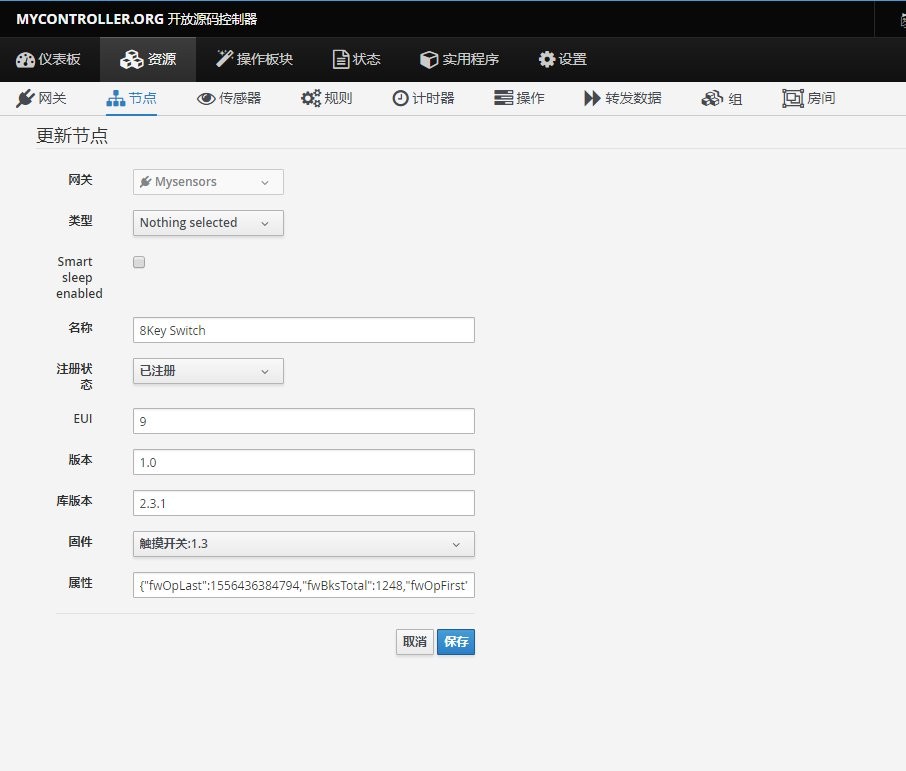 MYCONTROLLER.ORG 开放源码控制器
仪表板 资源 操作板块 状态 实用程序 设置
网关 节点 传感器 规则 计时器 操作 转发数据 组 房间
更新节点
网关 Mysensors
类型 Nothing selected
Smart
sleep
enabled
名称 8Key Switch
注册状
态
已注册
EUI 9
版本 1.0
库版本 2.3.1
固件 触摸开关:1.3
属性 {"fwOpLast":1556436384794,"fwBksTotal":1248,"fwOpFirst"
取消 保存